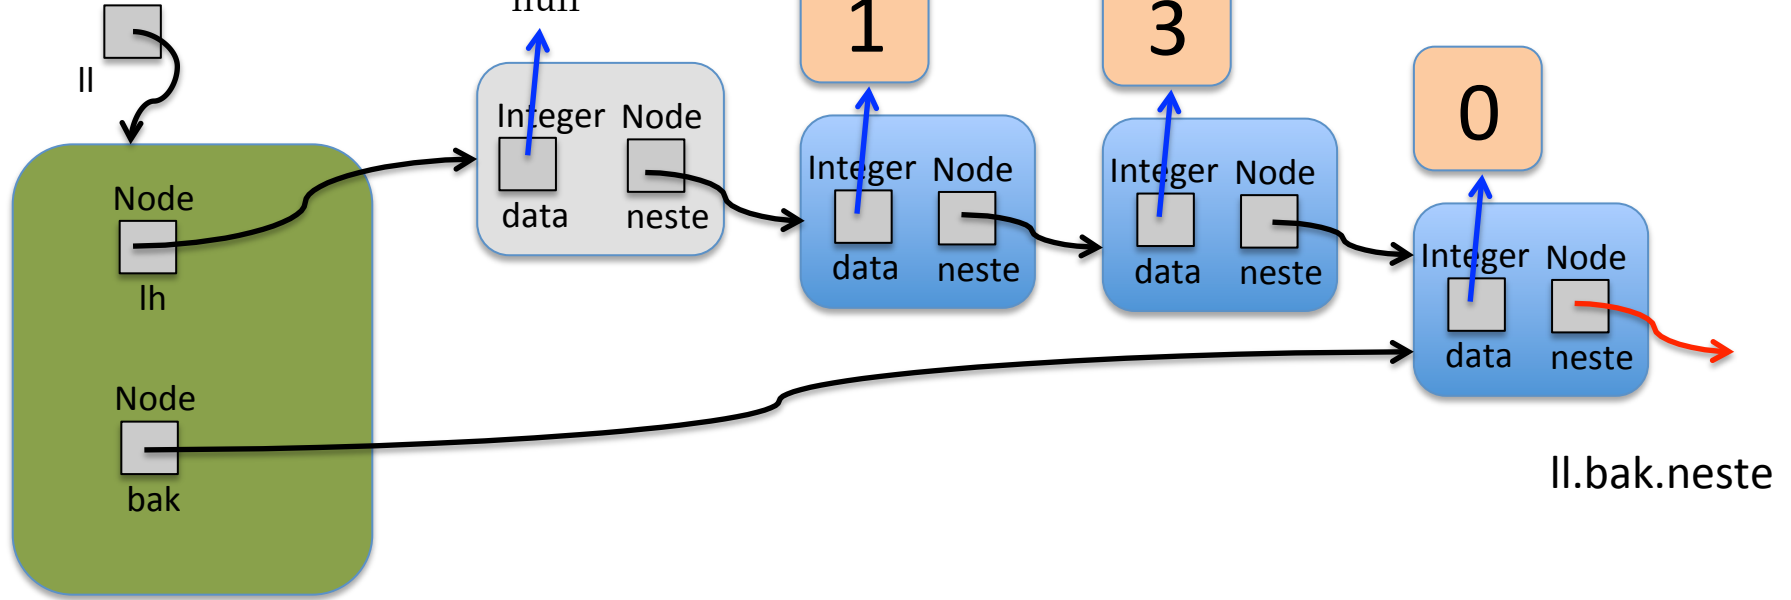 ll
Node
lh
Node
bak
null
Integer Node
data neste
1
Integer Node
data neste
3
Integer Node
data neste
0
Integer Node
data neste
ll.bak.neste